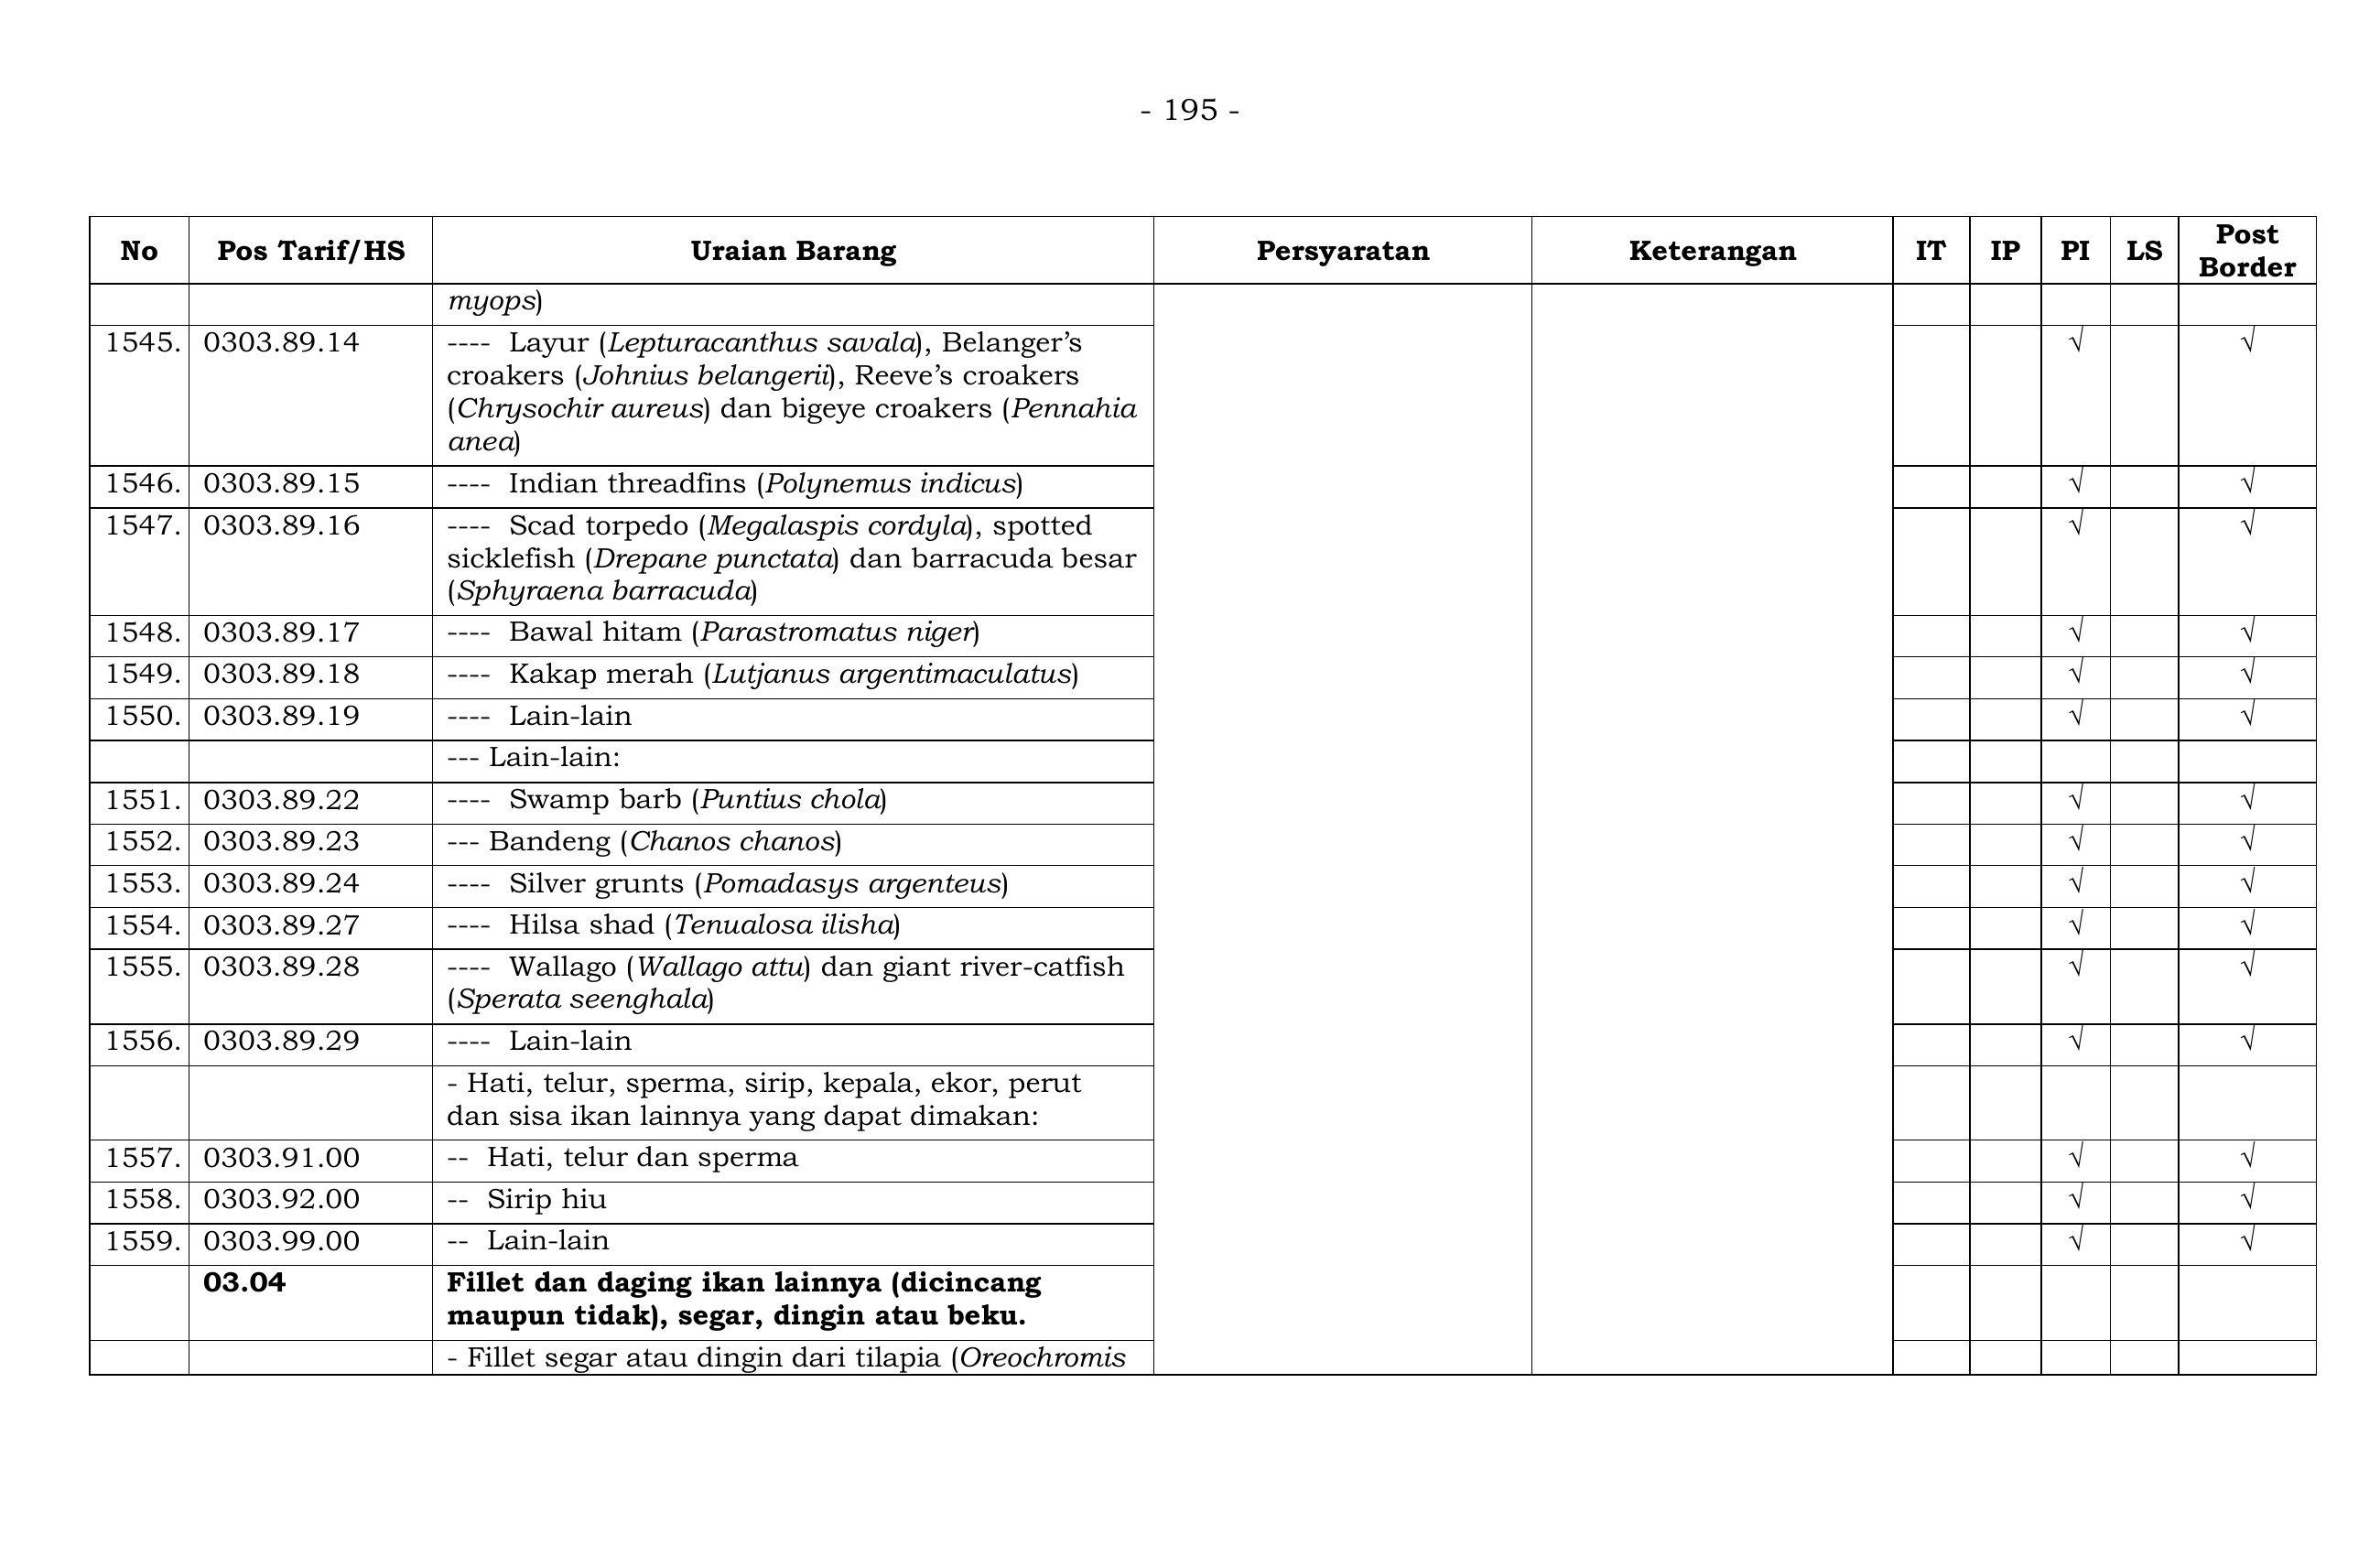 - 195 -
No Pos Tarif/HS Uraian Barang Persyaratan Keterangan IT IP PI LS Post Border
myops)
1545. 0303.89.14 ---- Layur (Lepturacanthus savala), Belanger’s √ √
croakers (Johnius belangerii), Reeve’s croakers
(Chrysochir aureus) dan bigeye croakers (Pennahia
anea)
1546. 0303.89.15 ---- Indian threadfins (Polynemus indicus) √ √
1547. 0303.89.16 ---- Scad torpedo (Megalaspis cordyla), spotted √ √
sicklefish (Drepane punctata) dan barracuda besar
(Sphyraena barracuda)
1548. 0303.89.17 ---- Bawal hitam (Parastromatus niger) √ √
1549. 0303.89.18 ---- Kakap merah (Lutjanus argentimaculatus) √ √
1550. 0303.89.19 ---- Lain-lain √ √
--- Lain-lain:
1551. 0303.89.22 ---- Swamp barb (Puntius chola) √ √
1552. 0303.89.23 --- Bandeng (Chanos chanos) √ √
1553. 0303.89.24 ---- Silver grunts (Pomadasys argenteus) √ √
1554. 0303.89.27 ---- Hilsa shad (Tenualosa ilisha) √ √
1555. 0303.89.28 ---- Wallago (Wallago attu) dan giant river-catfish √ √
(Sperata seenghala)
1556. 0303.89.29 ---- Lain-lain √ √
- Hati, telur, sperma, sirip, kepala, ekor, perut
dan sisa ikan lainnya yang dapat dimakan:
1557. 0303.91.00 -- Hati, telur dan sperma √ √
1558. 0303.92.00 -- Sirip hiu √ √
1559. 0303.99.00 -- Lain-lain √ √
03.04 Fillet dan daging ikan lainnya (dicincang
maupun tidak), segar, dingin atau beku.
- Fillet segar atau dingin dari tilapia (Oreochromis